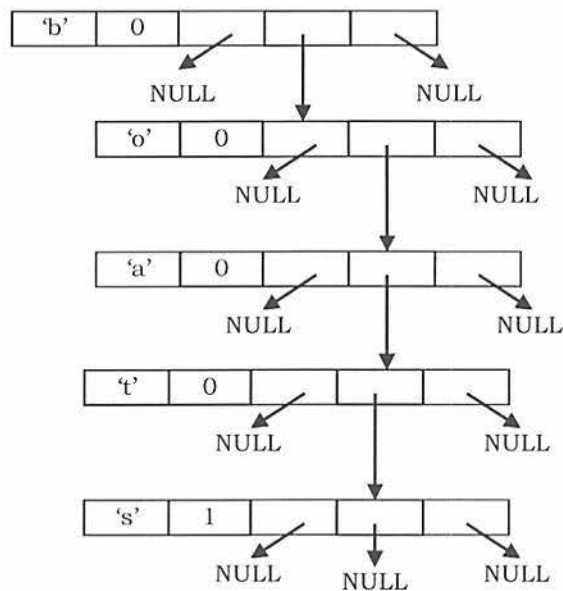 ‘b’ 0
NULL NULL
‘o’ 0
NULL NULL
‘a’ 0
NULL NULL
‘t’ 0
NULL NULL
‘s’ 1
NULL NULL NULL